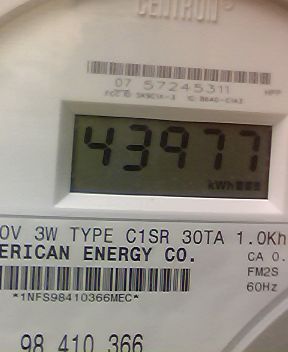 CENTRON®
07 57245311
43977
kWh
0V 3W TYPE C1SR 30TA 1.0Kh
ERICAN ENERGY CO.
CA 0.
FM2S
*1NFS98410366MEC*
60Hz
98 410 366